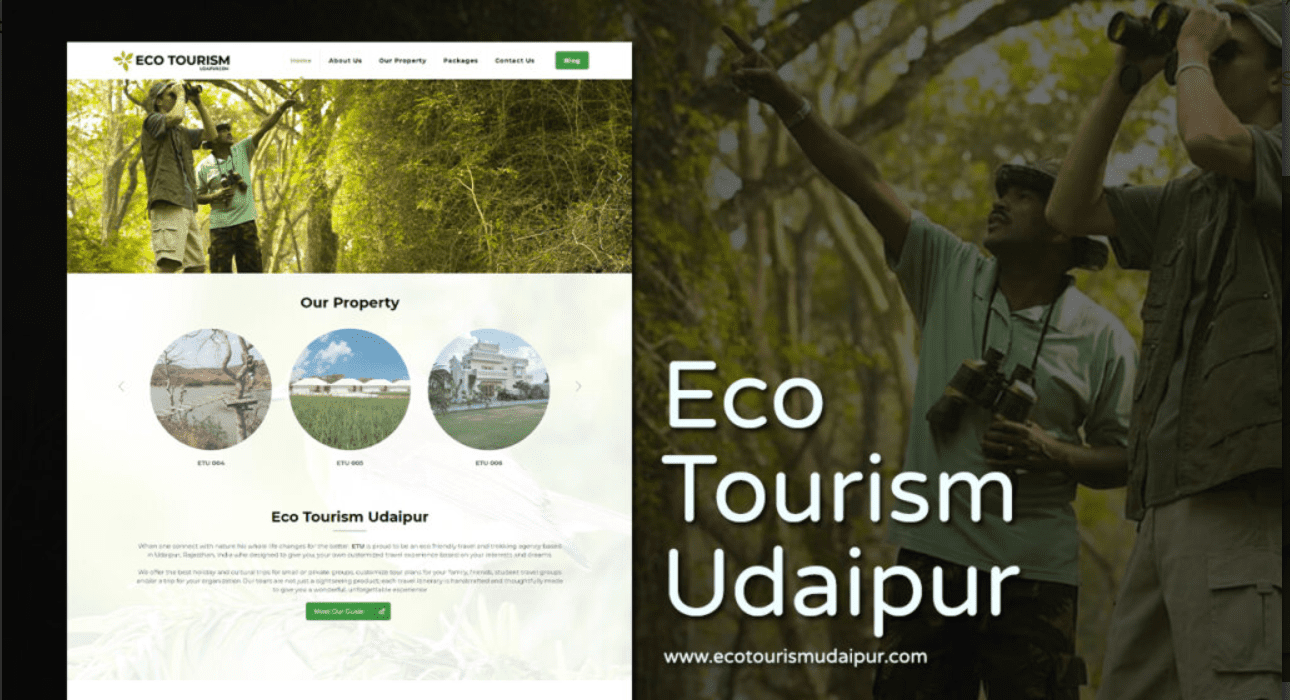 ECO TOURISM
UDAIPUR.COM
Home
About Us
Our Property
Packages
Contact Us
Blog
Our Property
ETU 004
ETU 005
ETU 006
Eco Tourism Udaipur
When one connect with nature his whole life changes for the better. ETU is proud to be an eco friendly travel and trekking agency based
in Udaipur, Rajasthan, India who designed to give you your own customized travel experience based on your interests and dreams.
We offer the best holiday and cultural trips for small or private groups, customize tour plans for your family, friends, student travel groups
and/or a trip for your organization. Our tours are not just a sightseeing product; each travel itinerary is handcrafted and thoughtfully made
to give you a wonderful, unforgettable experience
Meet Our Guide
Eco
Tourism
Udaipur
www.ecotourismudaipur.com